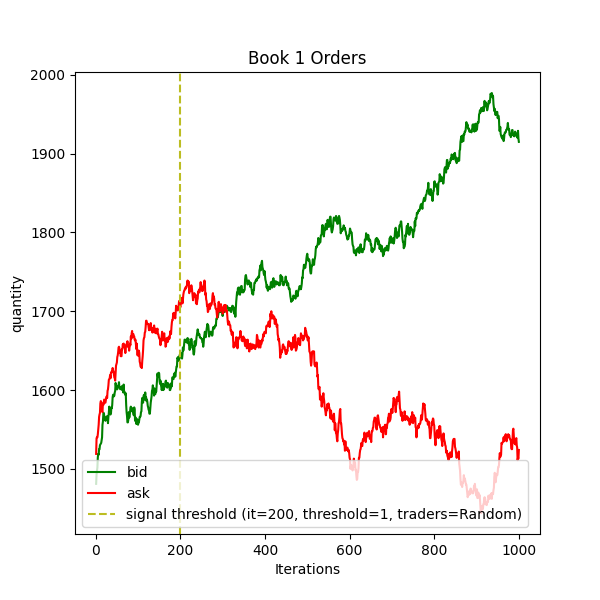 Book 1 Orders
2000
1900
1800
1700
1600
1500
quantity
0
200
400
600
800
1000
Iterations
bid
ask
signal threshold (it=200, threshold=1, traders=Random)